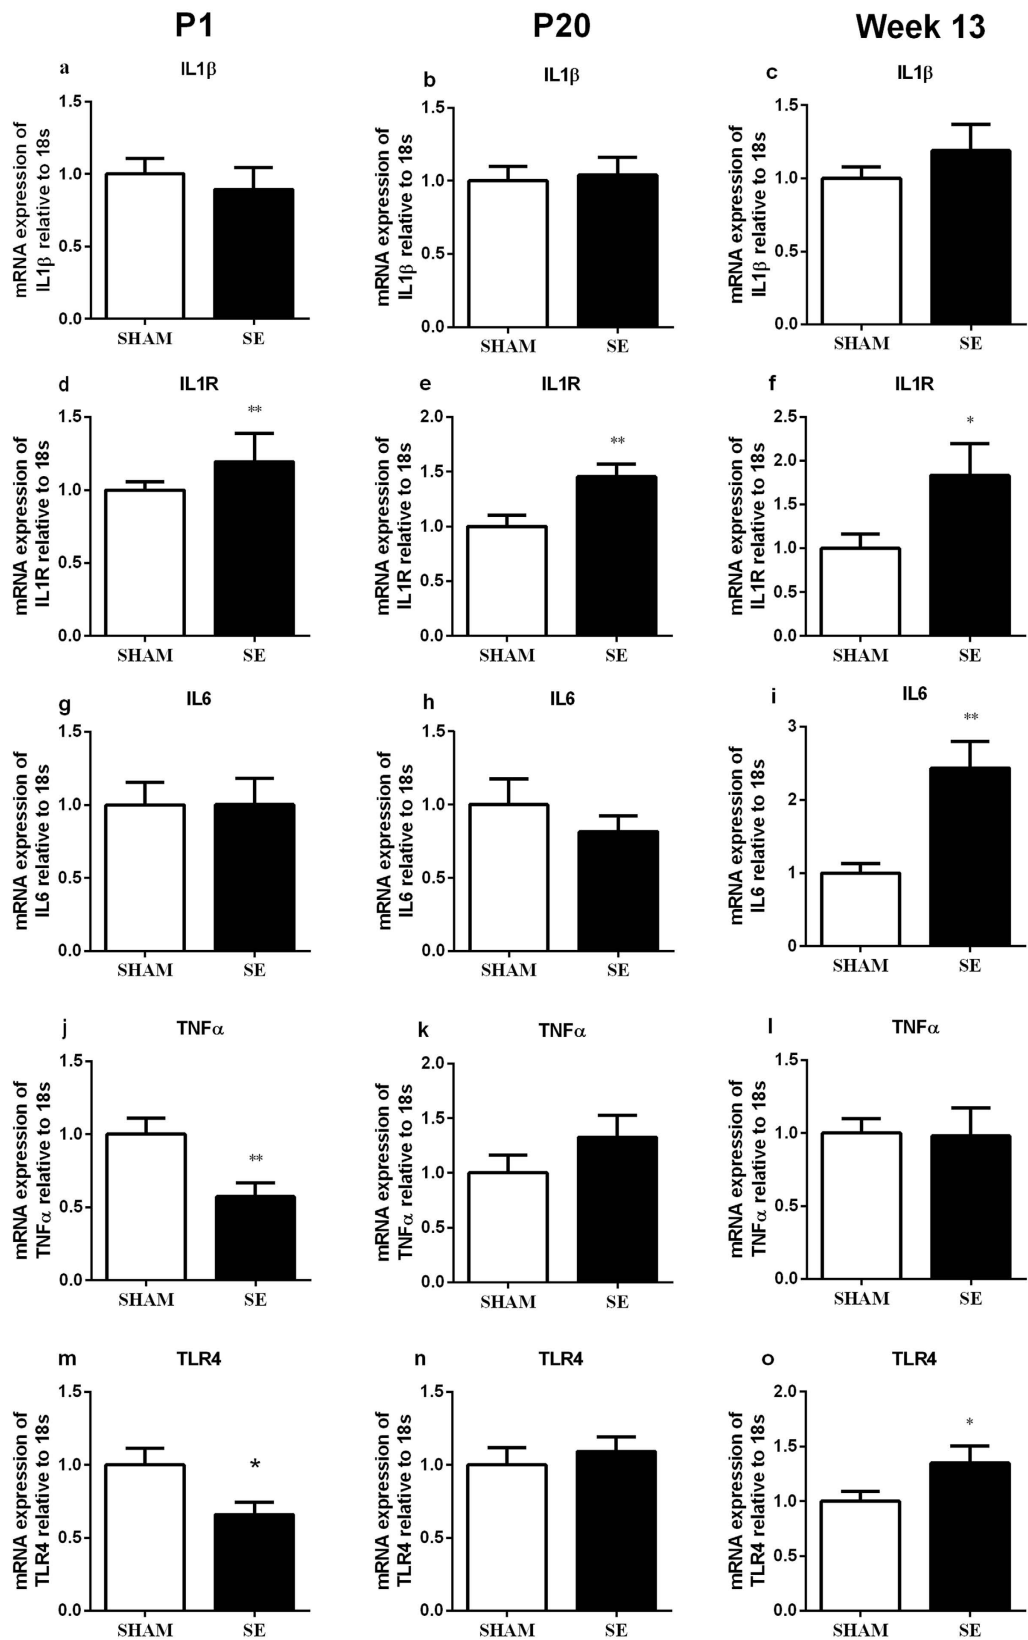 P1
P20
Week 13
a
IL1β
mRNA expression of
IL1β relative to 18s
1.5
1.0
0.5
0.0
SHAM
SE
b
IL1β
mRNA expression of
IL1β relative to 18s
1.5
1.0
0.5
0.0
SHAM
SE
c
IL1β
mRNA expression of
IL1β relative to 18s
1.5
1.0
0.5
0.0
SHAM
SE
d
IL1R
mRNA expression of
IL1R relative to 18s
1.5
1.0
0.5
0.0
**
SHAM
SE
e
IL1R
mRNA expression of
IL1R relative to 18s
2.0
1.5
1.0
0.5
0.0
**
SHAM
SE
f
IL1R
mRNA expression of
IL1R relative to 18s
2.5
2.0
1.5
1.0
0.5
0.0
*
SHAM
SE
g
IL6
mRNA expression of
IL6 relative to 18s
1.5
1.0
0.5
0.0
SHAM
SE
h
IL6
mRNA expression of
IL6 relative to 18s
1.5
1.0
0.5
0.0
SHAM
SE
i
IL6
mRNA expression of
IL6 relative to 18s
3
2
1
0
**
SHAM
SE
j
TNFα
mRNA expression of
TNFα relative to 18s
1.5
1.0
0.5
0.0
**
SHAM
SE
k
TNFα
mRNA expression of
TNFα relative to 18s
2.0
1.5
1.0
0.5
0.0
SHAM
SE
l
TNFα
mRNA expression of
TNFα relative to 18s
1.5
1.0
0.5
0.0
SHAM
SE
m
TLR4
mRNA expression of
TLR4 relative to 18s
1.5
1.0
0.5
0.0
*
SHAM
SE
n
TLR4
mRNA expression of
TLR4 relative to 18s
1.5
1.0
0.5
0.0
SHAM
SE
o
TLR4
mRNA expression of
TLR4 relative to 18s
2.0
1.5
1.0
0.5
0.0
*
SHAM
SE